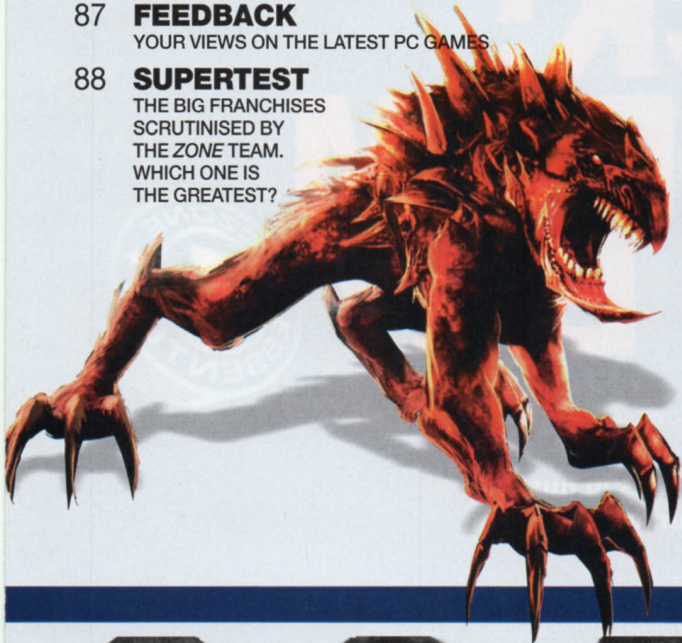 87 FEEDBACK
YOUR VIEWS ON THE LATEST PC GAMES
88 SUPERTEST
THE BIG FRANCHISES
SCRUTINISED BY
THE ZONE TEAM.
WHICH ONE IS
THE GREATEST?